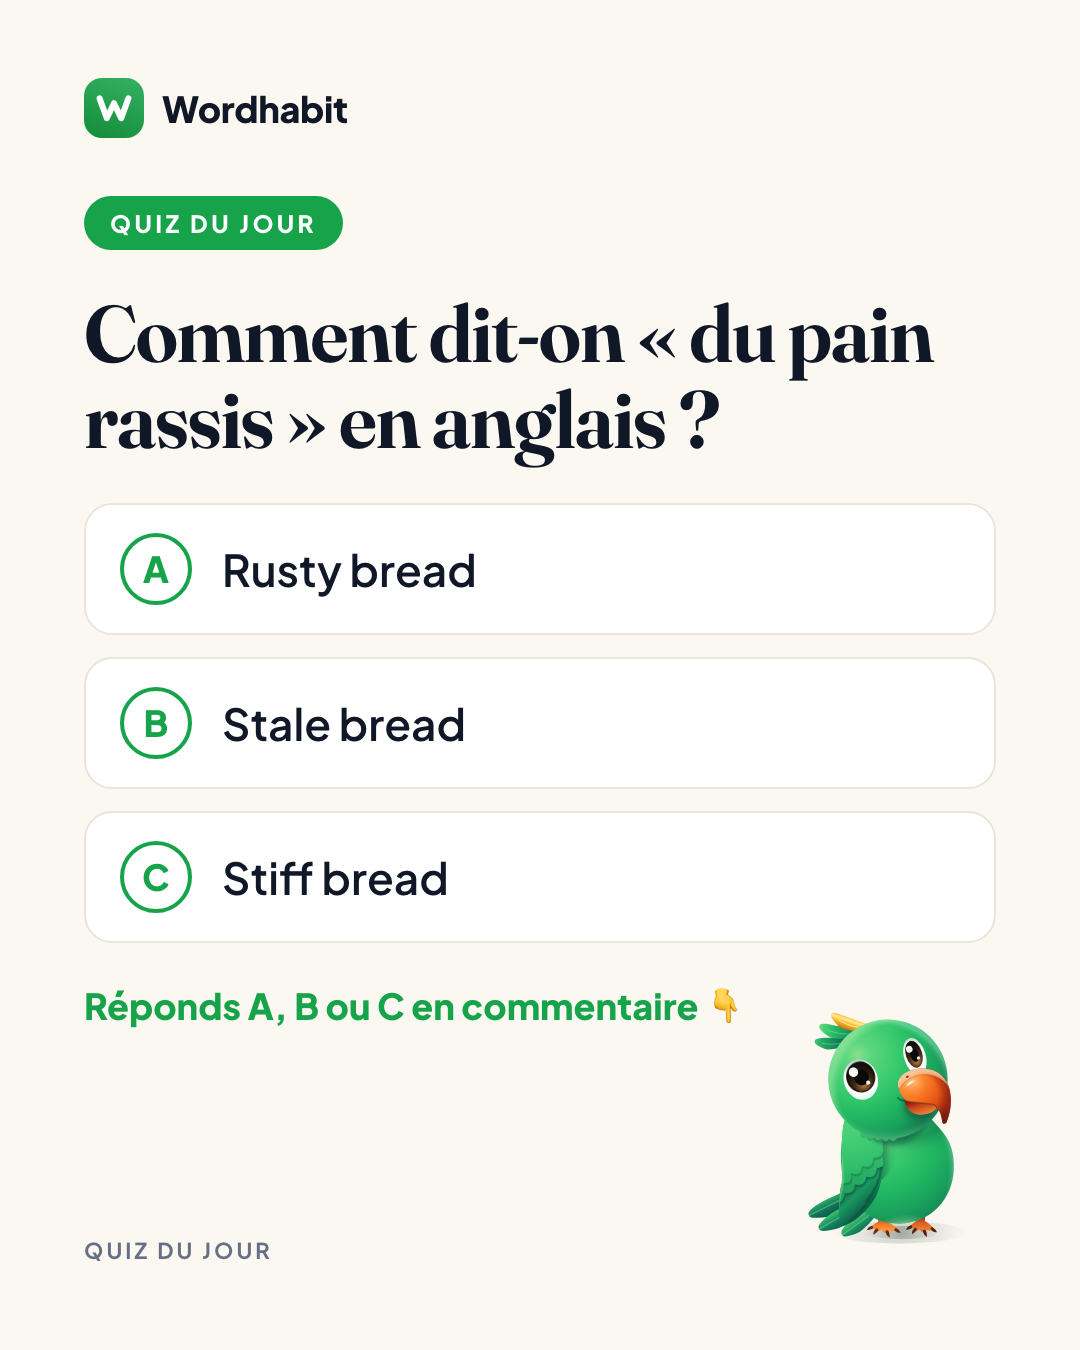 W
Wordhabit
QUIZ DU JOUR
Comment dit-on « du pain
rassis » en anglais ?
A Rusty bread
B Stale bread
C Stiff bread
Réponds A, B ou C en commentaire 👇
QUIZ DU JOUR